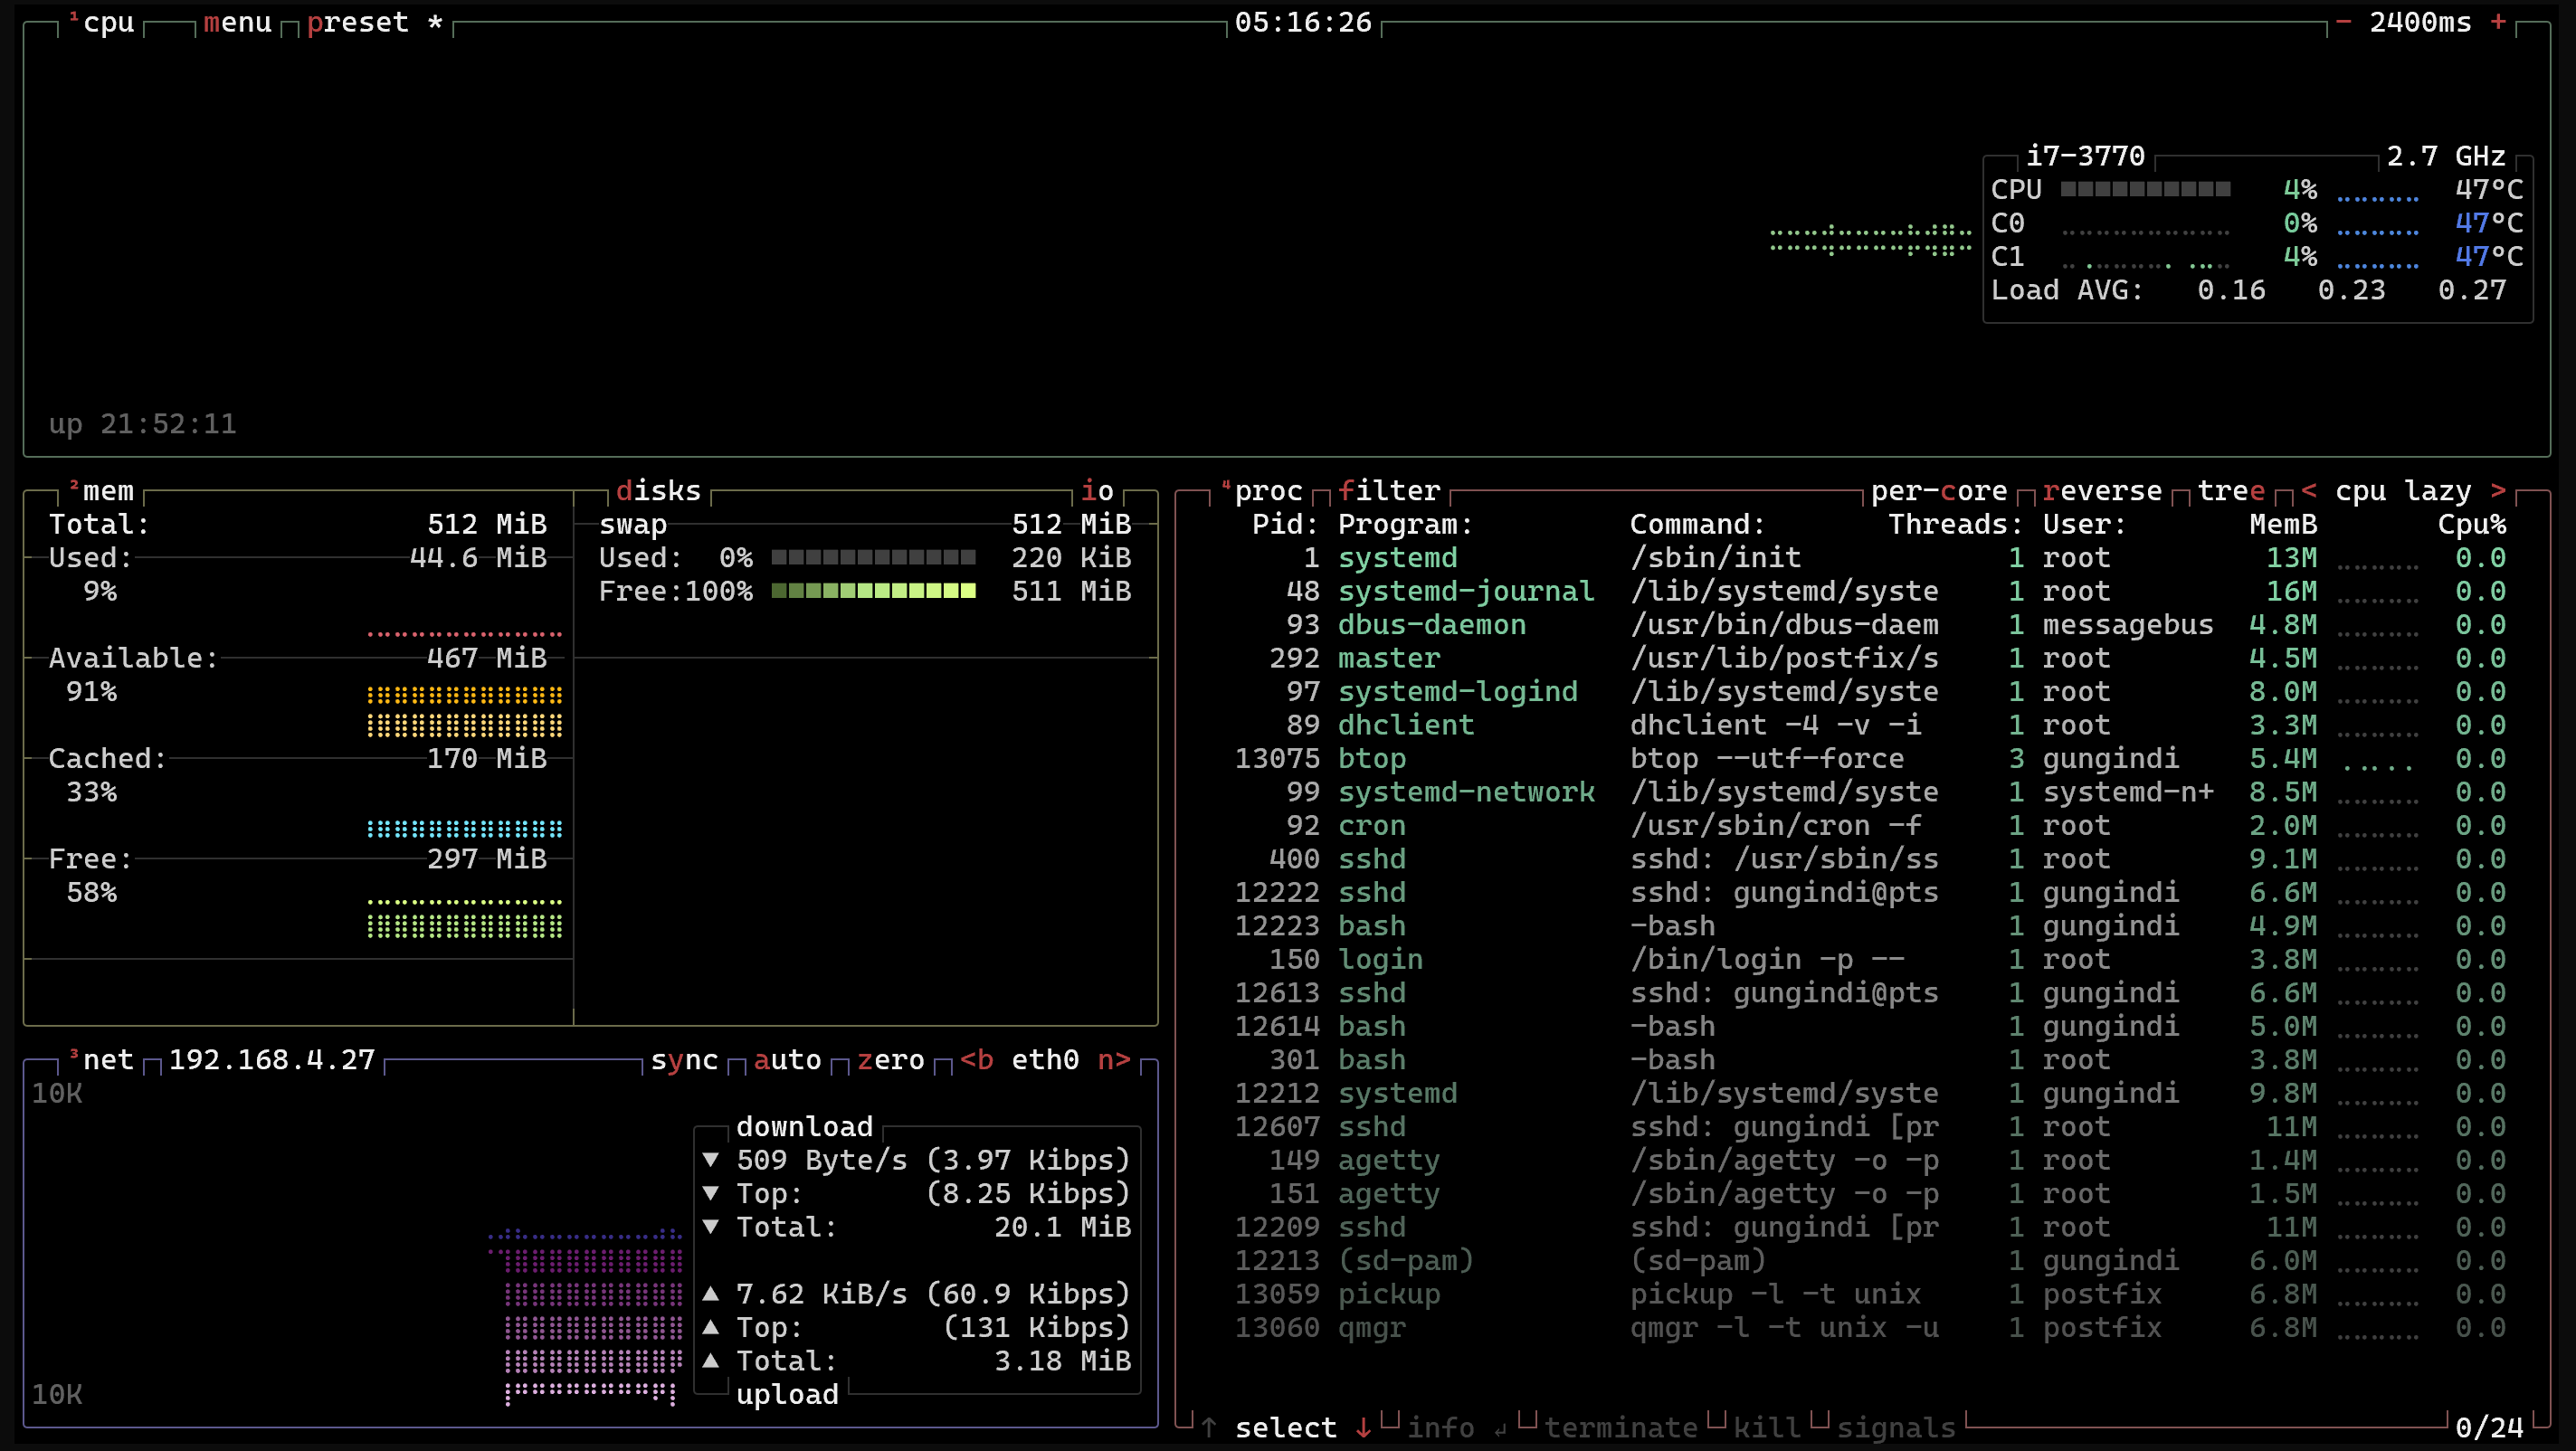 ¹cpu menu preset * 05:16:26 - 2400ms +
i7-3770 2.7 GHz
CPU 4% 47°C
C0 0% 47°C
C1 4% 47°C
Load AVG: 0.16 0.23 0.27
up 21:52:11
²mem disks io
Total: 512 MiB
Used: 44.6 MiB
9%
Available: 467 MiB
91%
Cached: 170 MiB
33%
Free: 297 MiB
58%
swap 512 MiB
Used: 0% 220 KiB
Free:100% 511 MiB
³net 192.168.4.27 sync auto zero <b eth0 n>
10K
download
▼ 509 Byte/s (3.97 Kibps)
▼ Top: (8.25 Kibps)
▼ Total: 20.1 MiB
▲ 7.62 KiB/s (60.9 Kibps)
▲ Top: (131 Kibps)
▲ Total: 3.18 MiB
upload
10K
⁴proc filter per-core reverse tree < cpu lazy >
Pid: Program: Command: Threads: User: MemB Cpu%
1 systemd /sbin/init 1 root 13M 0.0
48 systemd-journal /lib/systemd/syste 1 root 16M 0.0
93 dbus-daemon /usr/bin/dbus-daem 1 messagebus 4.8M 0.0
292 master /usr/lib/postfix/s 1 root 4.5M 0.0
97 systemd-logind /lib/systemd/syste 1 root 8.0M 0.0
89 dhclient dhclient -4 -v -i 1 root 3.3M 0.0
13075 btop btop --utf-force 3 gungindi 5.4M 0.0
99 systemd-network /lib/systemd/syste 1 systemd-n+ 8.5M 0.0
92 cron /usr/sbin/cron -f 1 root 2.0M 0.0
400 sshd sshd: /usr/sbin/ss 1 root 9.1M 0.0
12222 sshd sshd: gungindi@pts 1 gungindi 6.6M 0.0
12223 bash -bash 1 gungindi 4.9M 0.0
150 login /bin/login -p -- 1 root 3.8M 0.0
12613 sshd sshd: gungindi@pts 1 gungindi 6.6M 0.0
12614 bash -bash 1 gungindi 5.0M 0.0
301 bash -bash 1 root 3.8M 0.0
12212 systemd /lib/systemd/syste 1 gungindi 9.8M 0.0
12607 sshd sshd: gungindi [pr 1 root 11M 0.0
149 agetty /sbin/agetty -o -p 1 root 1.4M 0.0
151 agetty /sbin/agetty -o -p 1 root 1.5M 0.0
12209 sshd sshd: gungindi [pr 1 root 11M 0.0
12213 (sd-pam) (sd-pam) 1 gungindi 6.0M 0.0
13059 pickup pickup -l -t unix 1 postfix 6.8M 0.0
13060 qmgr qmgr -l -t unix -u 1 postfix 6.8M 0.0
↑ select ↓ info ↲ terminate kill signals 0/24